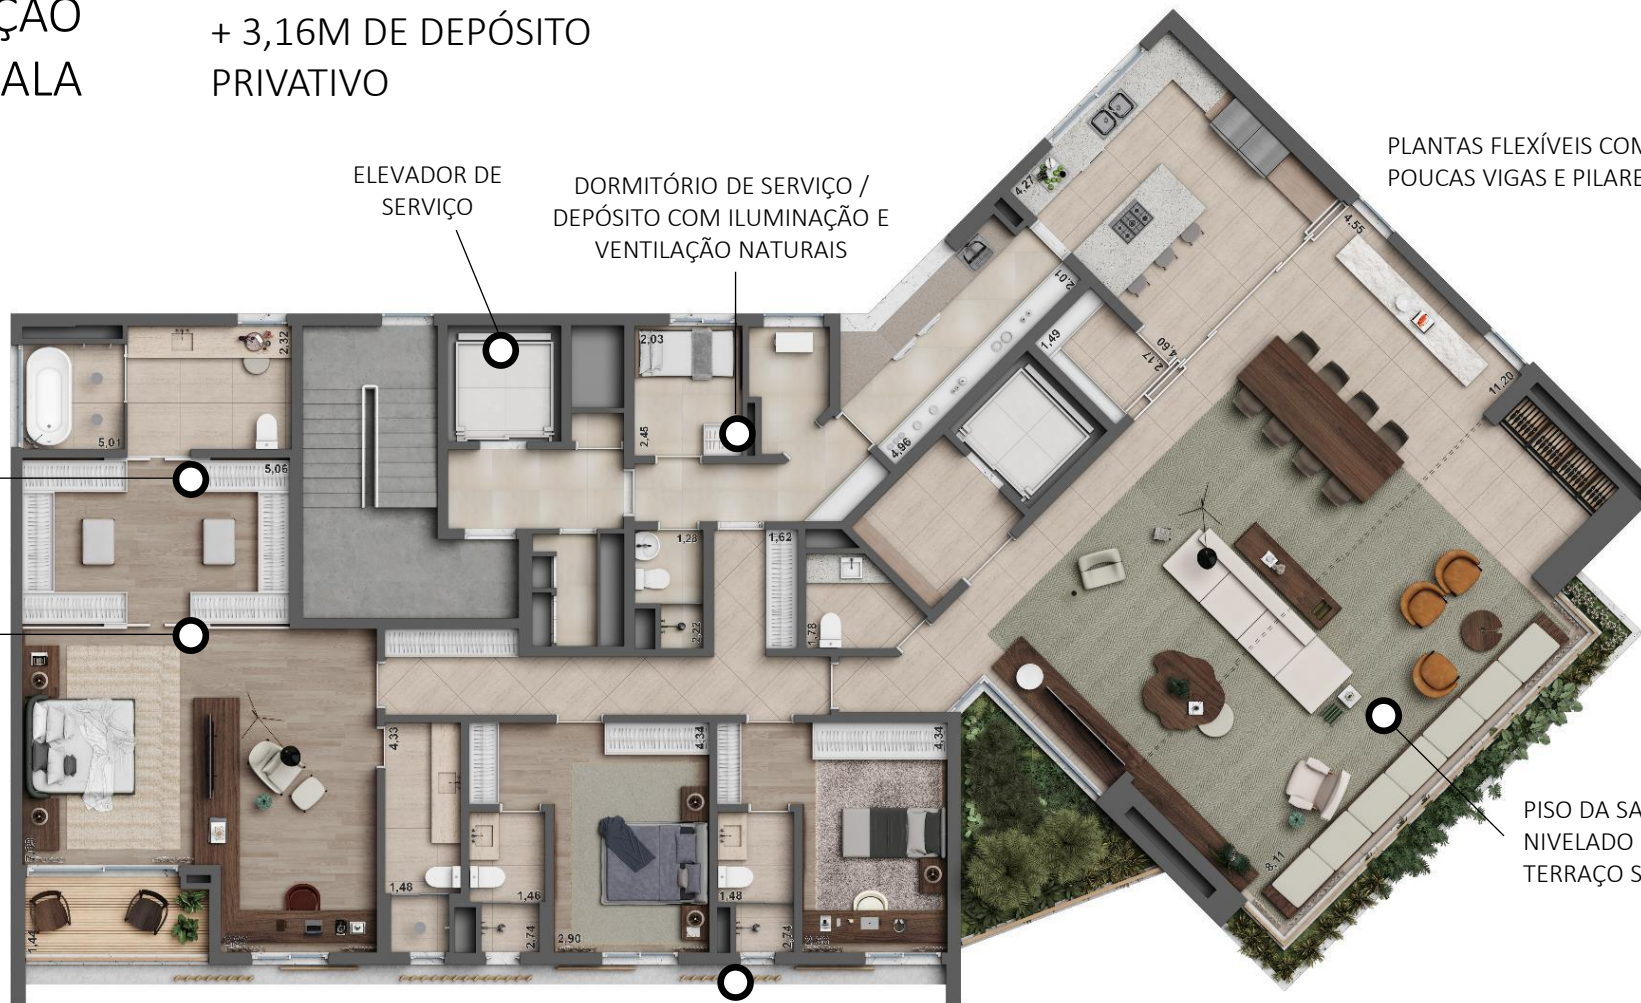 ÇÃO
ALA
+ 3,16M DE DEPÓSITO
PRIVATIVO
ELEVADOR DE
SERVIÇO
DORMITÓRIO DE SERVIÇO /
DEPÓSITO COM ILUMINAÇÃO E
VENTILAÇÃO NATURAIS
PLANTAS FLEXÍVEIS COM
POUCAS VIGAS E PILARE
4,27
4,55
2,01
1,49
4,60
2,17
11,20
2,32
5,01
5,06
2,03
2,45
4,96
1,28
1,62
2,22
1,78
4,33
4,34
4,34
1,48
1,46
2,74
2,90
1,48
2,74
1,44
8,11
PISO DA SA
NIVELADO
TERRAÇO S